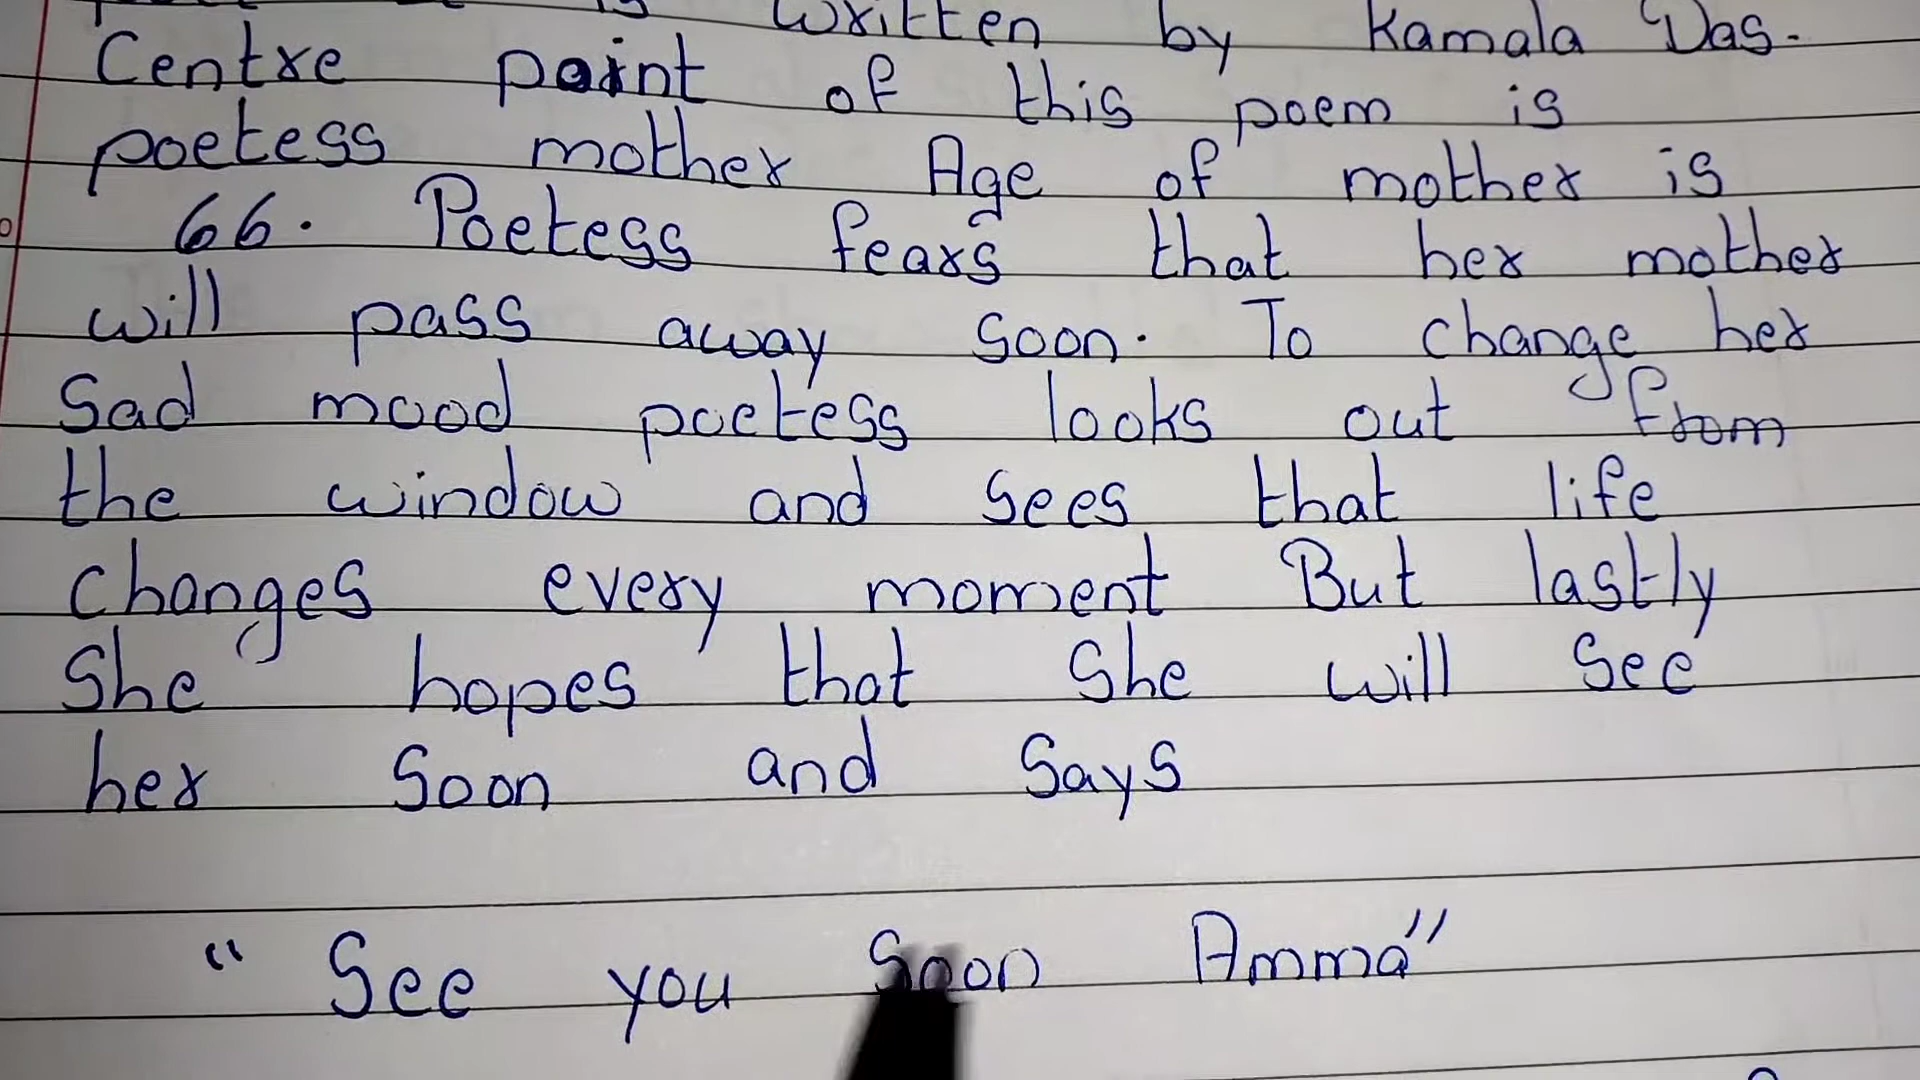 is written by Kamala Das.
Centre point of this poem is
poetess mother Age of mother is
66. Poetess fears that her mother
will pass away soon. To change her
sad mood poetess looks out from
the window and sees that life
changes every moment But lastly
She hopes that She will see
her soon and says
“ See you soon Amma”